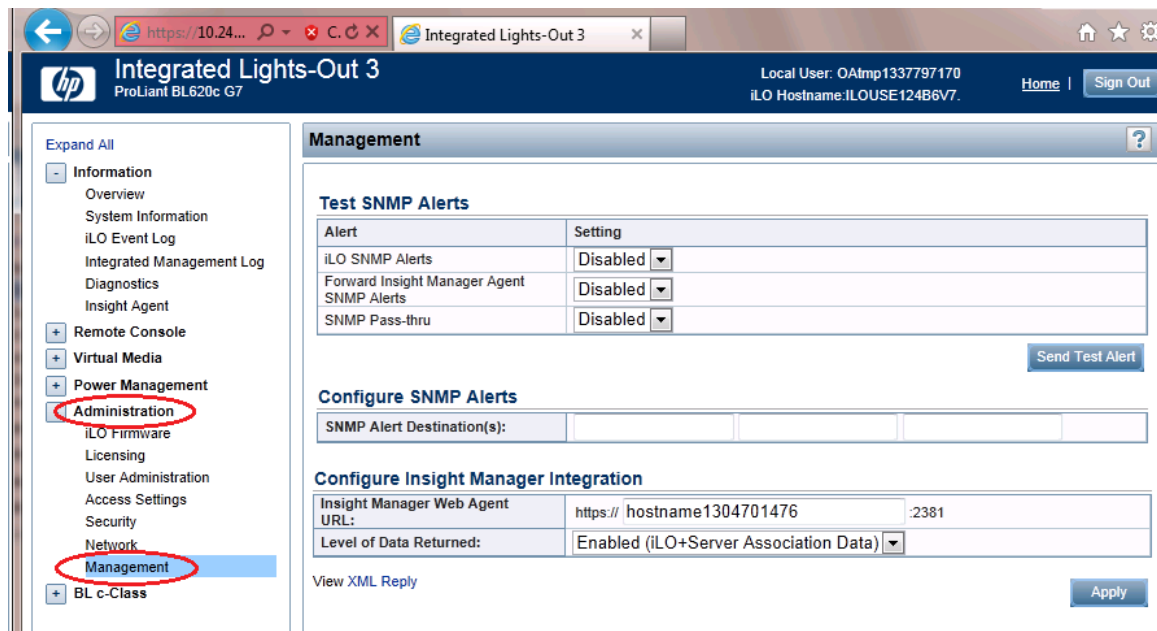 https://10.24... C. Integrated Lights-Out 3
hp
Integrated Lights-Out 3
ProLiant BL620c G7
Local User: OAtmp1337797170
iLO Hostname:ILOUSE124B6V7.
Home | Sign Out
Expand All
- Information
Overview
System Information
iLO Event Log
Integrated Management Log
Diagnostics
Insight Agent
+ Remote Console
+ Virtual Media
+ Power Management
- Administration
iLO Firmware
Licensing
User Administration
Access Settings
Security
Network
Management
+ BL c-Class
Management ?
Test SNMP Alerts
Alert Setting
iLO SNMP Alerts Disabled
Forward Insight Manager Agent
SNMP Alerts Disabled
SNMP Pass-thru Disabled
Send Test Alert
Configure SNMP Alerts
SNMP Alert Destination(s):
Configure Insight Manager Integration
Insight Manager Web Agent
URL: https:// hostname1304701476 :2381
Level of Data Returned: Enabled (iLO+Server Association Data)
View XML Reply
Apply